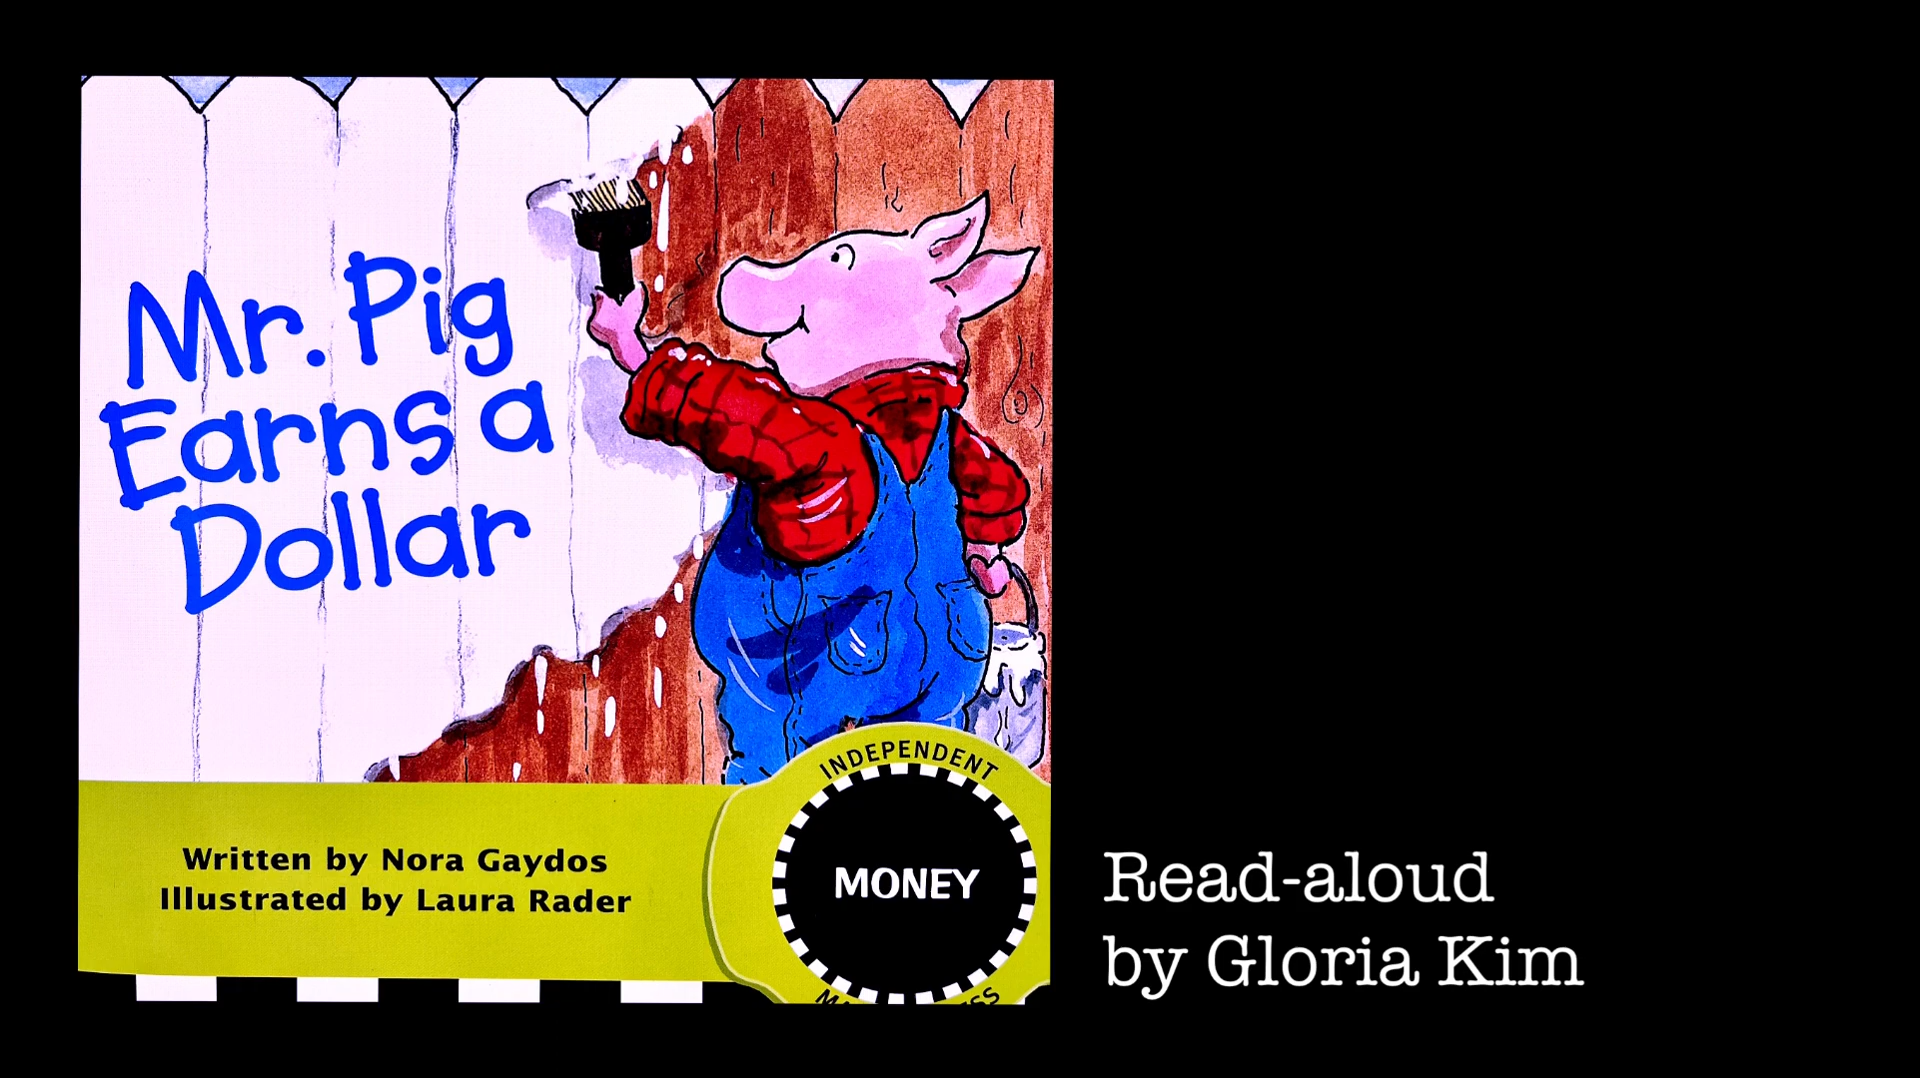 Mr. Pig
Earns a
Dollar
Written by Nora Gaydos
Illustrated by Laura Rader
INDEPENDENT
MONEY
Read-aloud
by Gloria Kim